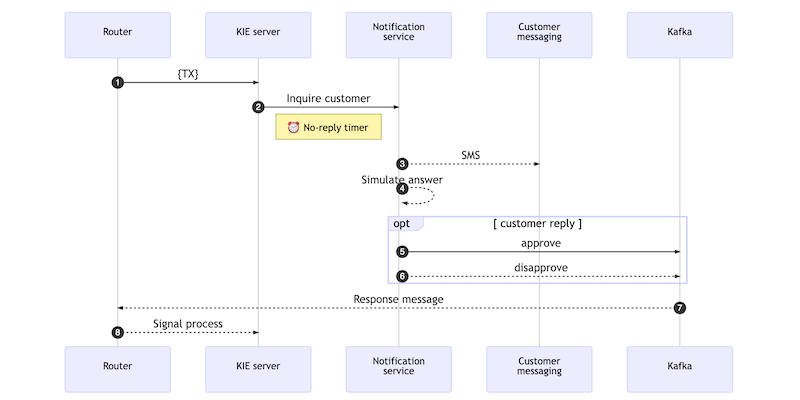 Router
KIE server
Notification
service
Customer
messaging
Kafka
1
{TX}
2
Inquire customer
⏰ No-reply timer
3
SMS
Simulate answer
4
opt
[ customer reply ]
5
approve
6
disapprove
Response message
7
8
Signal process
Router
KIE server
Notification
service
Customer
messaging
Kafka